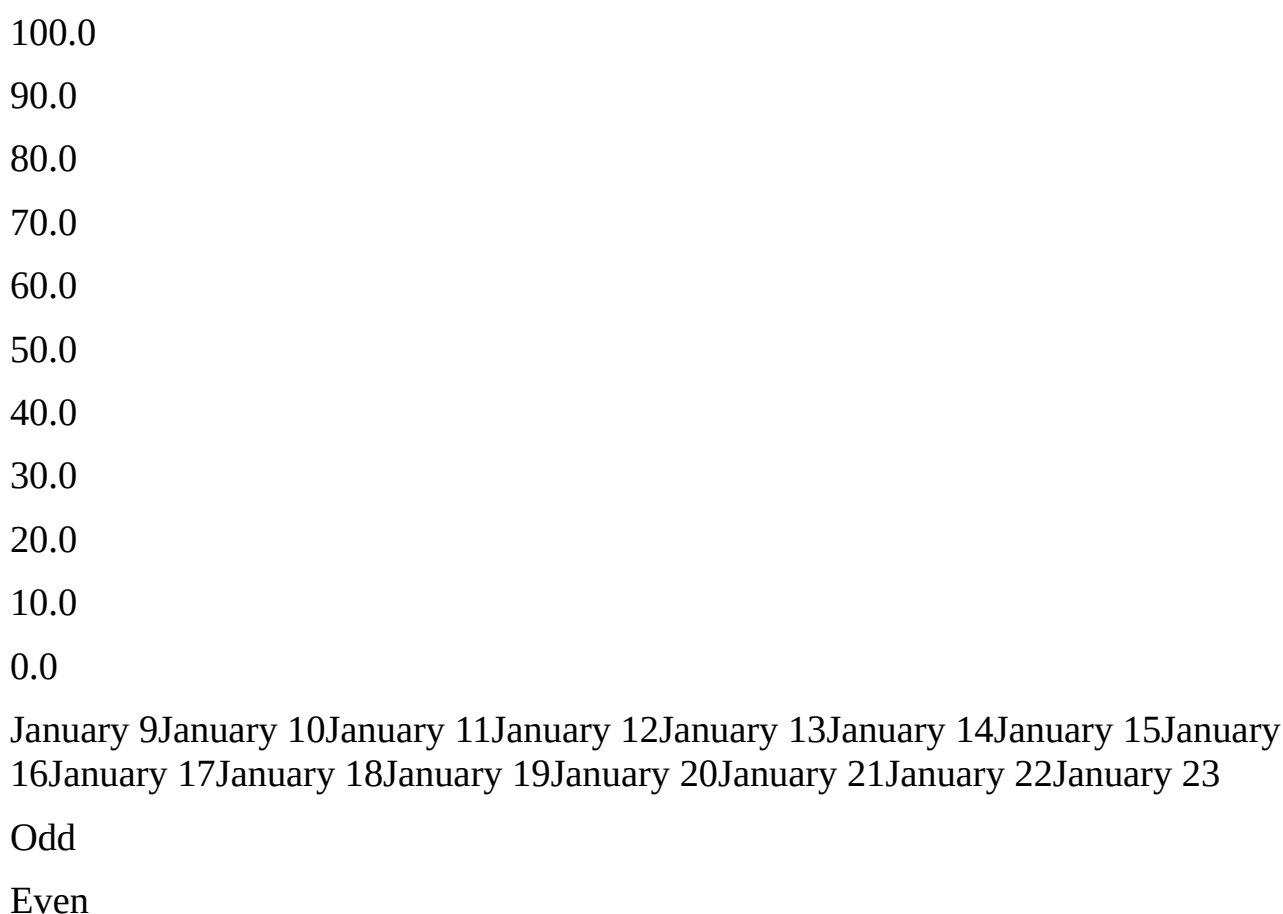 100.0
90.0
80.0
70.0
60.0
50.0
40.0
30.0
20.0
10.0
0.0
January 9January 10January 11January 12January 13January 14January 15January
16January 17January 18January 19January 20January 21January 22January 23
Odd
Even